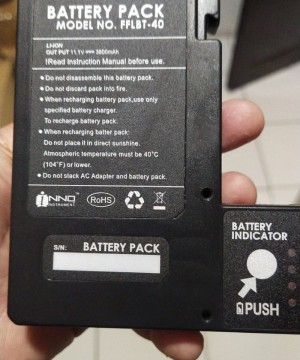 BATTERY PACK
MODEL NO. FFLBT-40
LI-ION
OUT PUT 11.1V⎓ 3800mAh
!Read Instruction Manual before use.
• Do not disassemble this battery pack.
• Do not discard pack into fire.
• When recharging battery pack,use only
specified battery charger.
To recharge battery pack.
• When recharging batter pack:
Do not place it in direct sunshine.
Atmospheric temperature must be 40°C
(104°F) or lower.
• Do not stack AC Adapter and battery pack.
INNO
INSTRUMENT
RoHS
S/N: BATTERY PACK
BATTERY
INDICATOR
PUSH